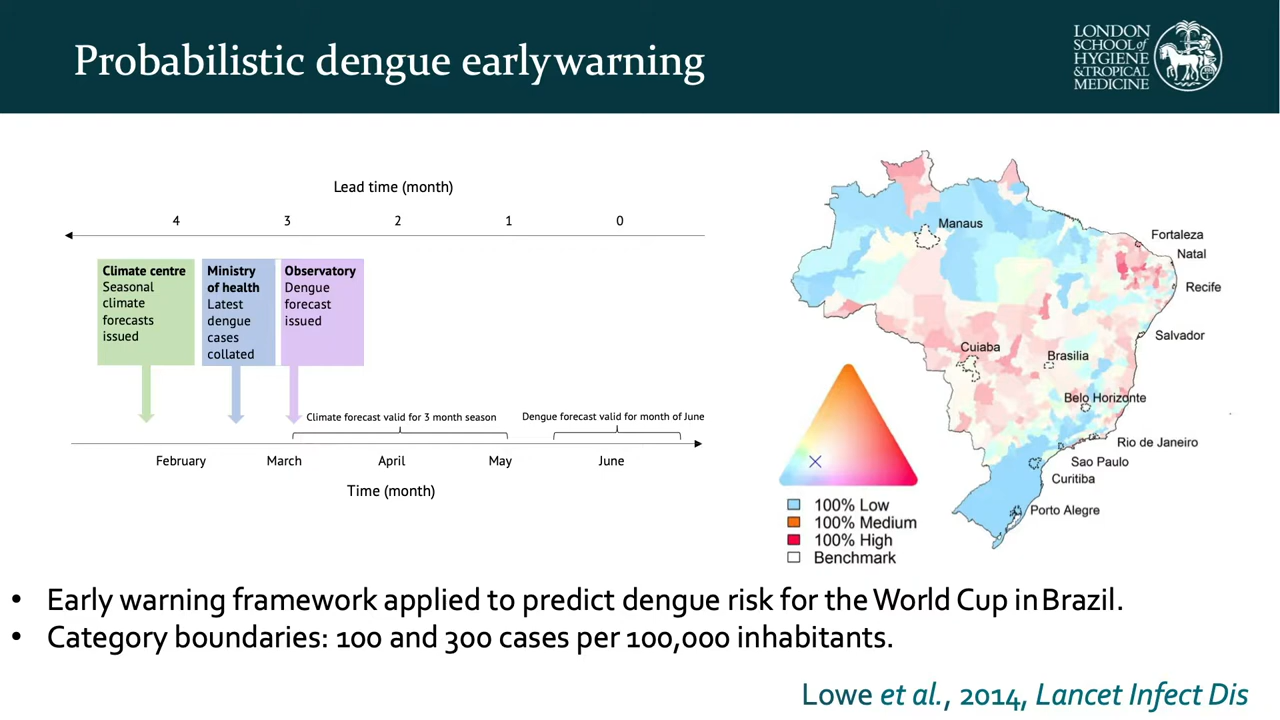 Probabilistic dengue earlywarning
LONDON
SCHOOL of
HYGIENE
& TROPICAL
MEDICINE
Lead time (month)
4 3 2 1 0
Climate centre
Seasonal
climate
forecasts
issued
Ministry
of health
Latest
dengue
cases
collated
Observatory
Dengue
forecast
issued
Climate forecast valid for 3 month season
Dengue forecast valid for month of June
February March April May June
Time (month)
Manaus
Fortaleza
Natal
Recife
Salvador
Cuiaba
Brasilia
Belo Horizonte
Rio de Janeiro
Sao Paulo
Curitiba
Porto Alegre
100% Low
100% Medium
100% High
Benchmark
• Early warning framework applied to predict dengue risk for the World Cup in Brazil.
• Category boundaries: 100 and 300 cases per 100,000 inhabitants.
Lowe et al., 2014, Lancet Infect Dis